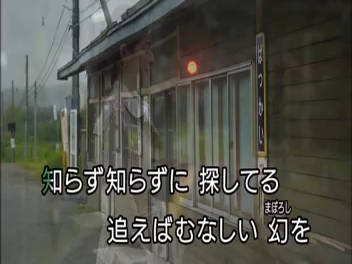 はつかい
知らず知らずに 探してる
まぼろし
追えばむなしい 幻を